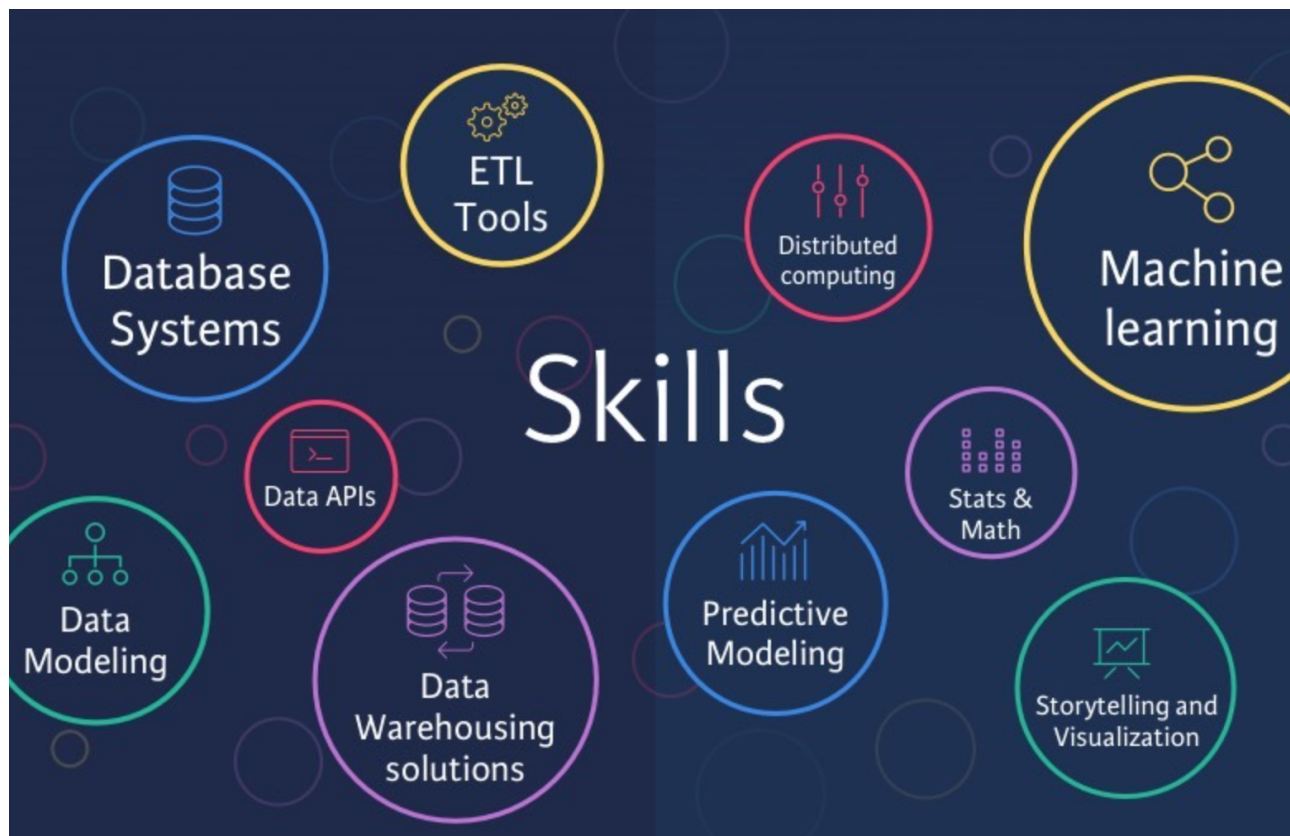 ETL
Tools
Database
Systems
Data APIs
Data
Modeling
Data
Warehousing
solutions
Skills
Distributed
computing
Machine
learning
Stats &
Math
Predictive
Modeling
Storytelling and
Visualization